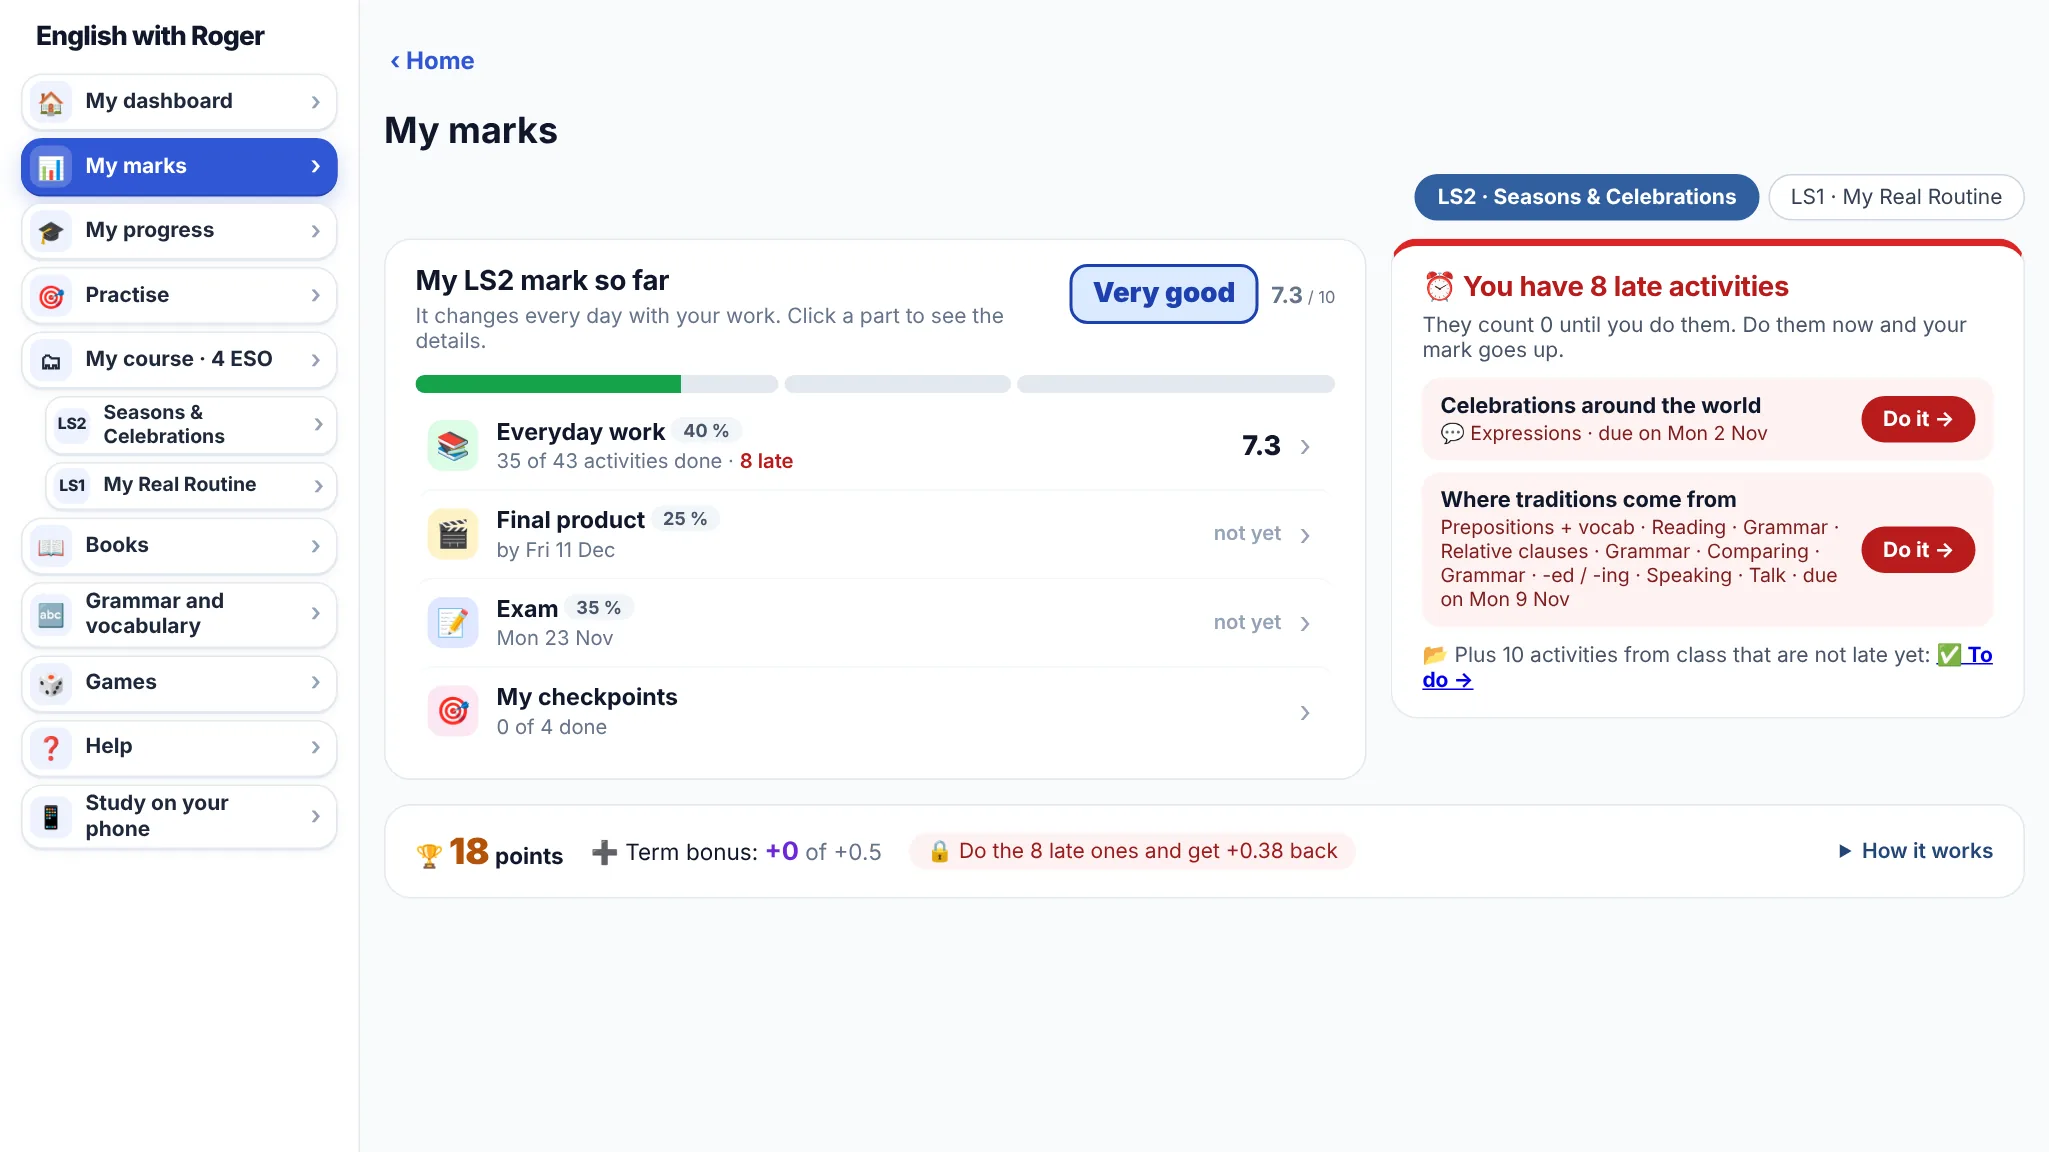 English with Roger
My dashboard
My marks
My progress
Practise
My course · 4 ESO
LS2
Seasons &
Celebrations
LS1
My Real Routine
Books
abc
Grammar and
vocabulary
Games
Help
Study on your
phone
‹ Home
My marks
LS2 · Seasons & Celebrations
LS1 · My Real Routine
My LS2 mark so far
It changes every day with your work. Click a part to see the
details.
Very good
7.3 / 10
Everyday work 40 %
35 of 43 activities done · 8 late
7.3
Final product 25 %
by Fri 11 Dec
not yet
Exam 35 %
Mon 23 Nov
not yet
My checkpoints
0 of 4 done
⏰ You have 8 late activities
They count 0 until you do them. Do them now and your
mark goes up.
Celebrations around the world
💬 Expressions · due on Mon 2 Nov
Do it →
Where traditions come from
Prepositions + vocab · Reading · Grammar ·
Relative clauses · Grammar · Comparing ·
Grammar · -ed / -ing · Speaking · Talk · due
on Mon 9 Nov
Do it →
📂 Plus 10 activities from class that are not late yet: ✅ To
do →
🏆 18 points ➕ Term bonus: +0 of +0.5 🔒 Do the 8 late ones and get +0.38 back ▶ How it works